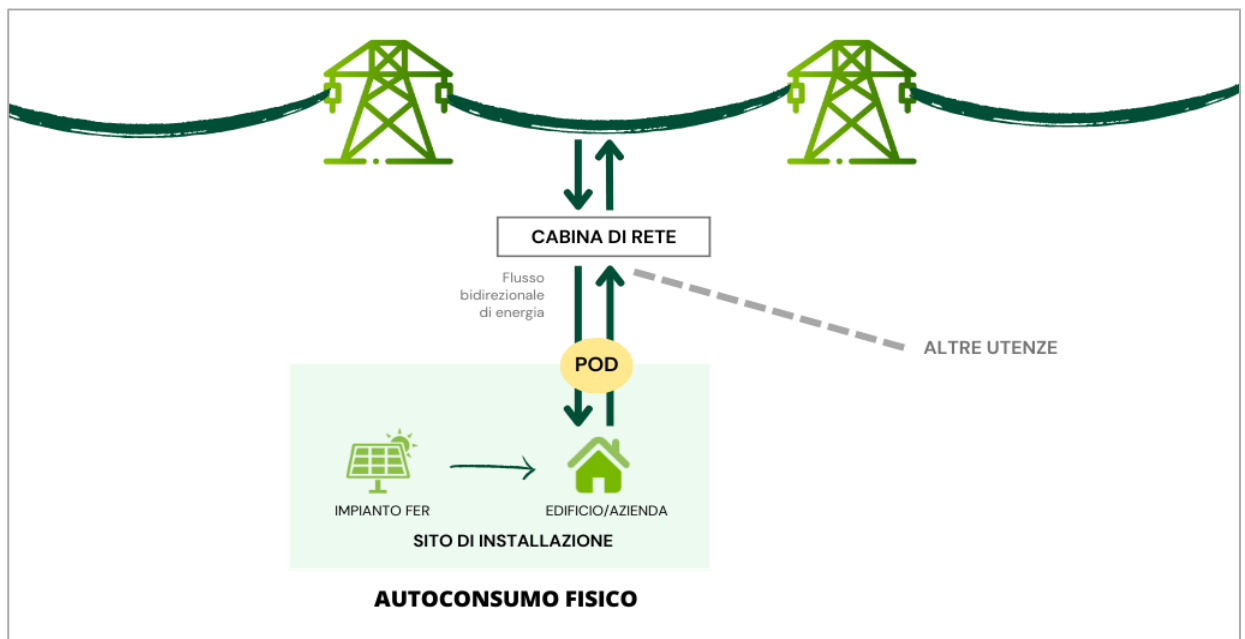 CABINA DI RETE
Flusso
bidirezionale
di energia
ALTRE UTENZE
POD
IMPIANTO FER
EDIFICIO/AZIENDA
SITO DI INSTALLAZIONE
AUTOCONSUMO FISICO